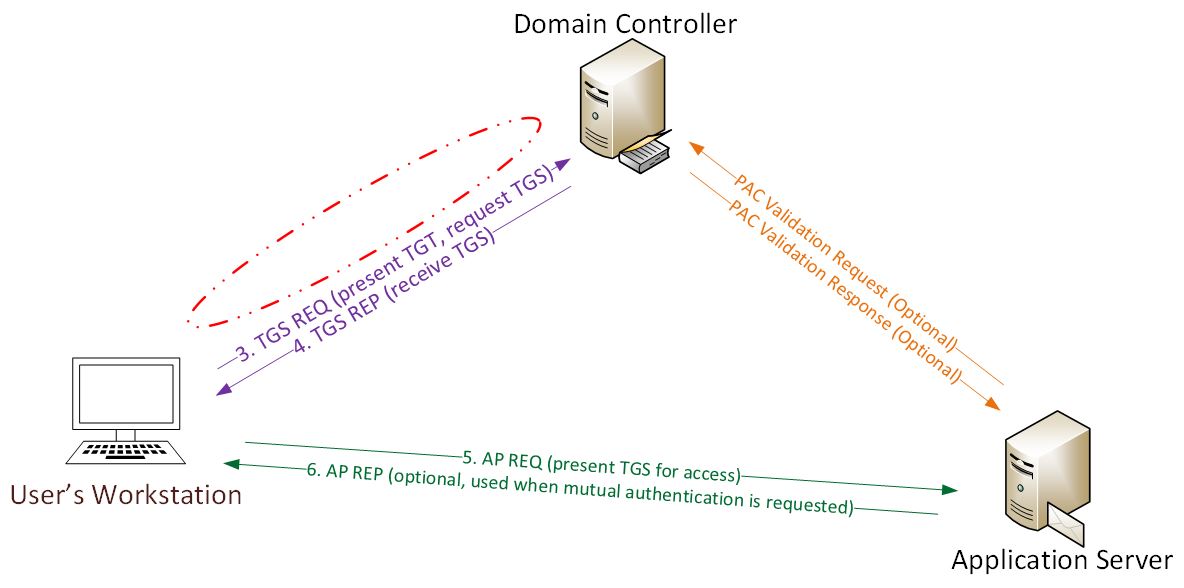 Domain Controller
3. TGS REQ (present TGT, request TGS)
4. TGS REP (receive TGS)
PAC Validation Request (Optional)
PAC Validation Response (Optional)
5. AP REQ (present TGS for access)
6. AP REP (optional, used when mutual authentication is requested)
User's Workstation
Application Server